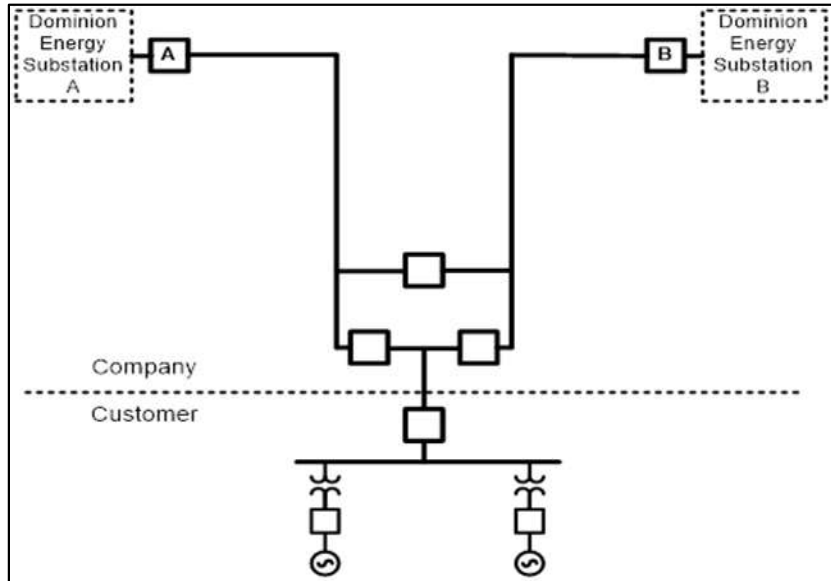 Dominion
Energy
Substation
A
A
B
Dominion
Energy
Substation
B
Company
Customer